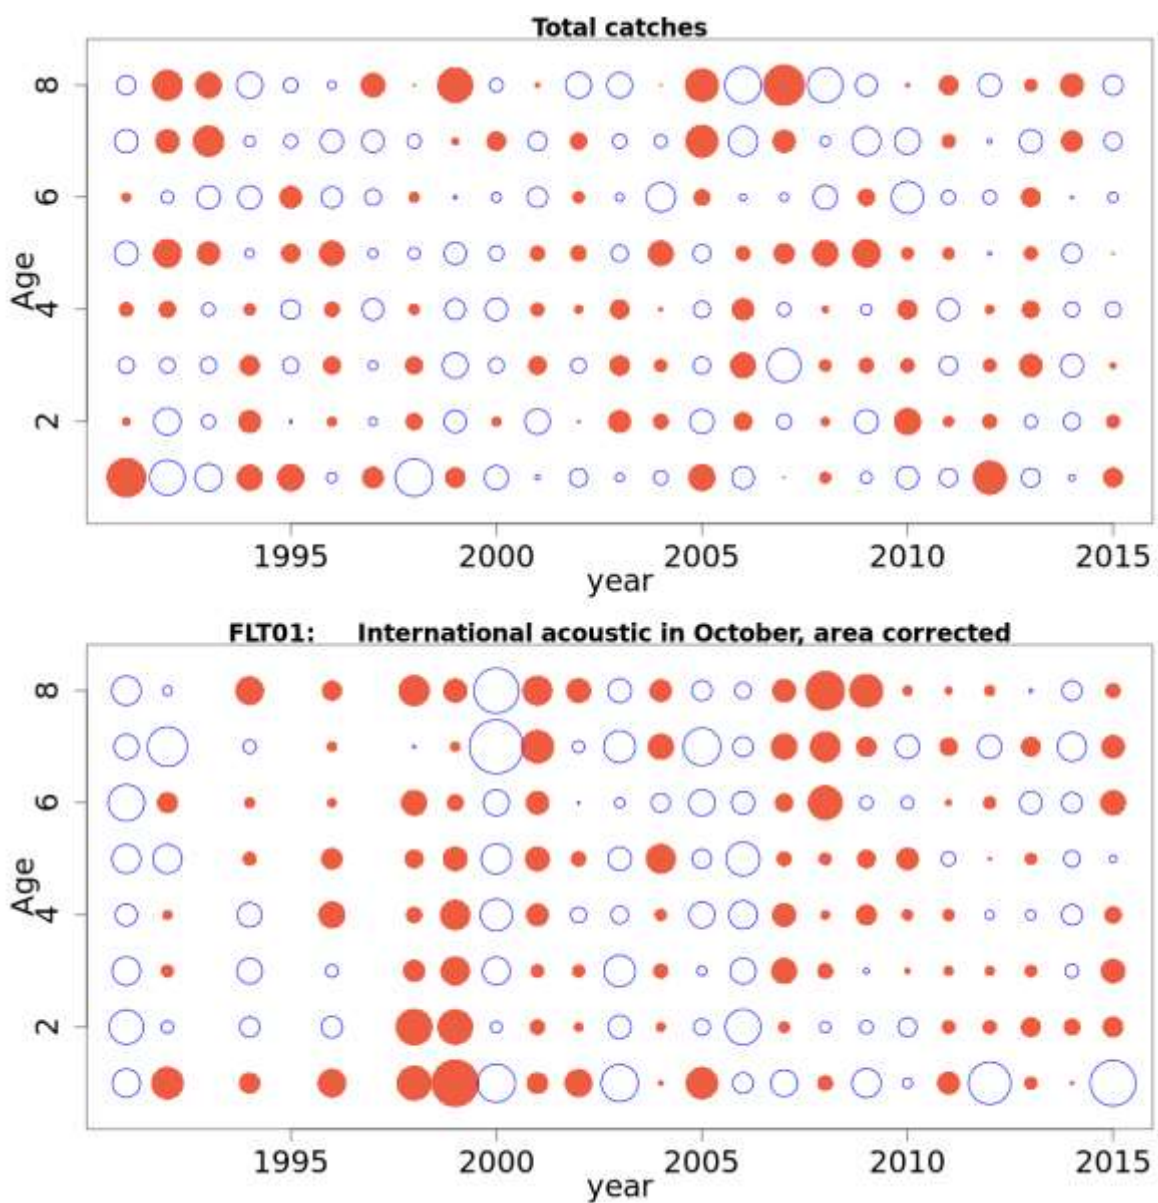 Total catches
8
6
Age
4
2
1995 2000 2005 2010 2015
year
FLT01: International acoustic in October, area corrected
8
6
Age
4
2
1995 2000 2005 2010 2015
year